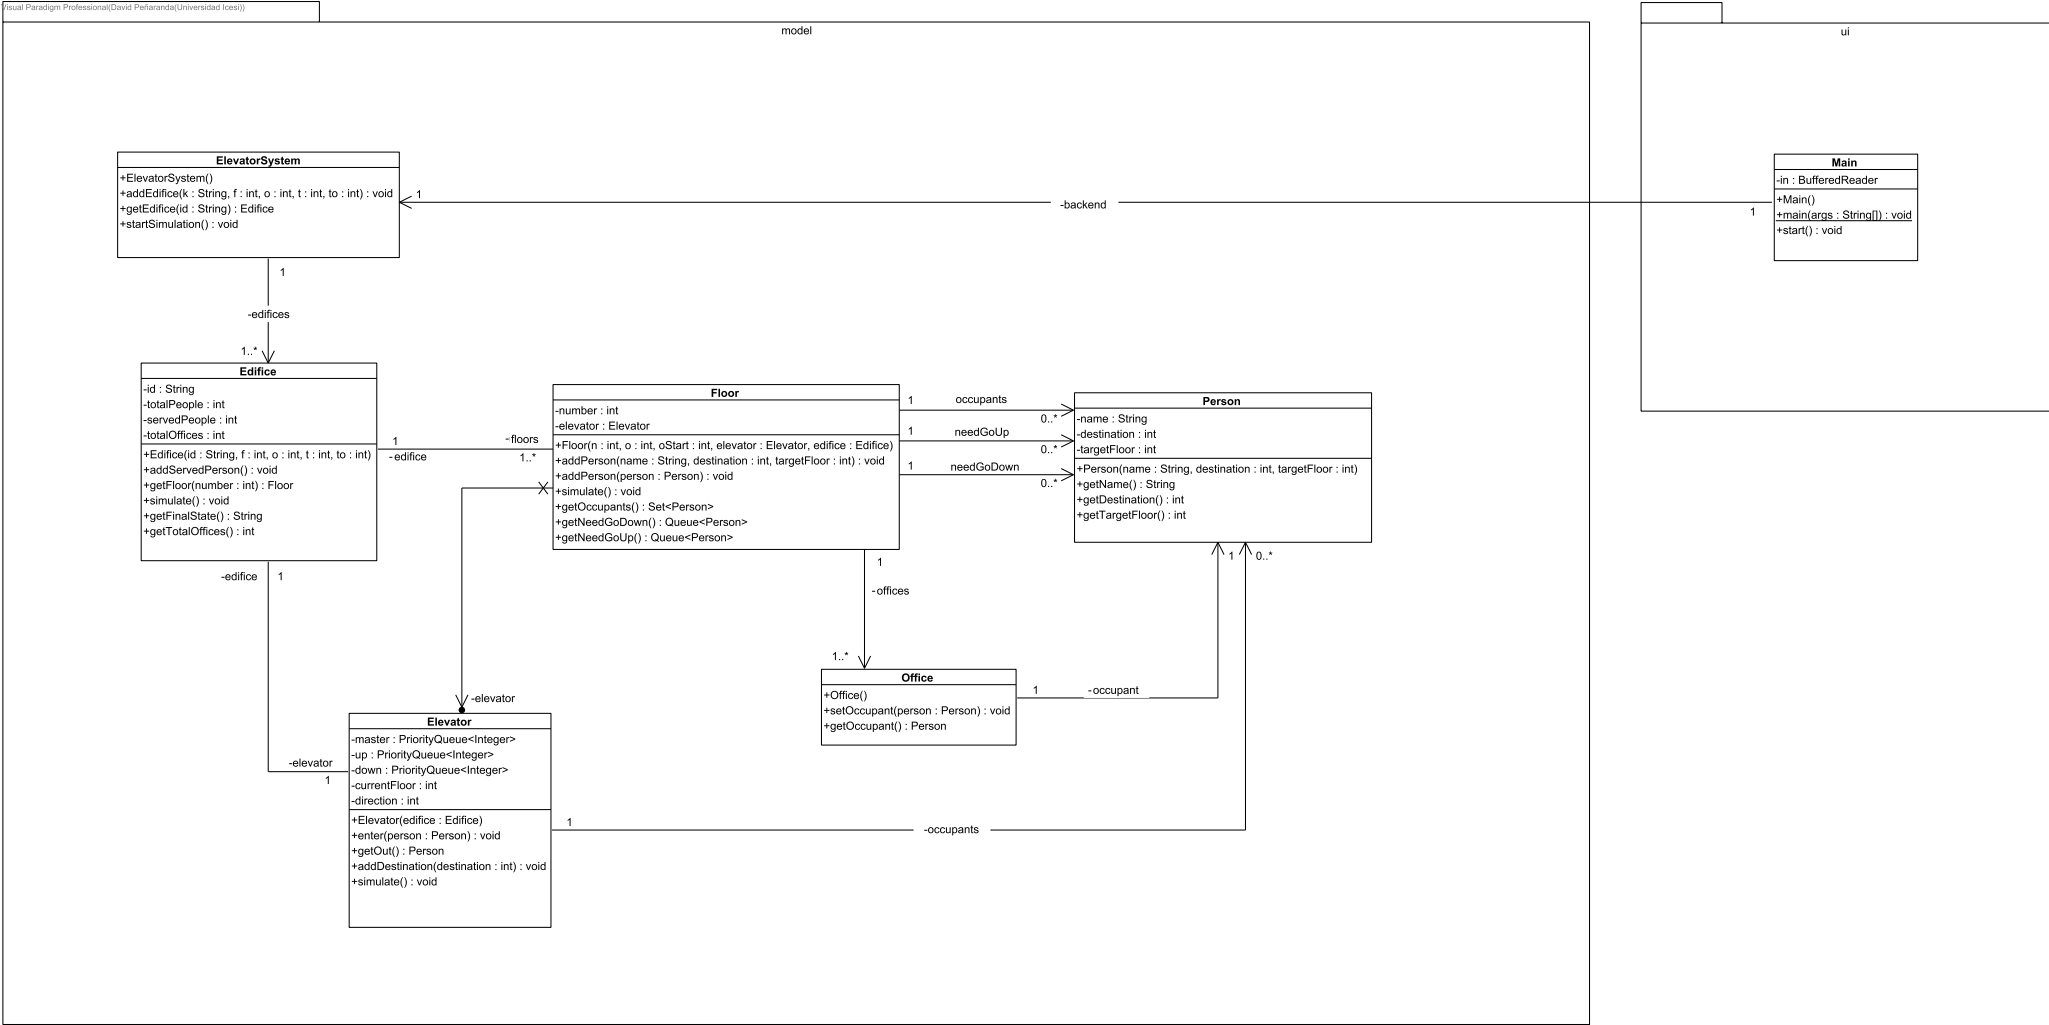 Visual Paradigm Professional(David Peñaranda(Universidad Icesi))
model
ui
ElevatorSystem
+ElevatorSystem()
+addEdifice(k : String, f : int, o : int, t : int, to : int) : void
+getEdifice(id : String) : Edifice
+startSimulation() : void
1
-backend
1
Main
-in : BufferedReader
+Main()
+main(args : String[]) : void
+start() : void
1
-edifices
1..*
Edifice
-id : String
-totalPeople : int
-servedPeople : int
-totalOffices : int
+Edifice(id : String, f : int, o : int, t : int, to : int)
+addServedPerson() : void
+getFloor(number : int) : Floor
+simulate() : void
+getFinalState() : String
+getTotalOffices() : int
1
-edifice
-floors
1..*
Floor
-number : int
-elevator : Elevator
+Floor(n : int, o : int, oStart : int, elevator : Elevator, edifice : Edifice)
+addPerson(name : String, destination : int, targetFloor : int) : void
+addPerson(person : Person) : void
+simulate() : void
+getOccupants() : Set<Person>
+getNeedGoDown() : Queue<Person>
+getNeedGoUp() : Queue<Person>
1
occupants
0..*
1
needGoUp
0..*
1
needGoDown
0..*
Person
-name : String
-destination : int
-targetFloor : int
+Person(name : String, destination : int, targetFloor : int)
+getName() : String
+getDestination() : int
+getTargetFloor() : int
1
0..*
-edifice
1
1
-offices
1..*
Office
+Office()
+setOccupant(person : Person) : void
+getOccupant() : Person
1
-occupant
-elevator
-elevator
1
Elevator
-master : PriorityQueue<Integer>
-up : PriorityQueue<Integer>
-down : PriorityQueue<Integer>
-currentFloor : int
-direction : int
+Elevator(edifice : Edifice)
+enter(person : Person) : void
+getOut() : Person
+addDestination(destination : int) : void
+simulate() : void
1
-occupants